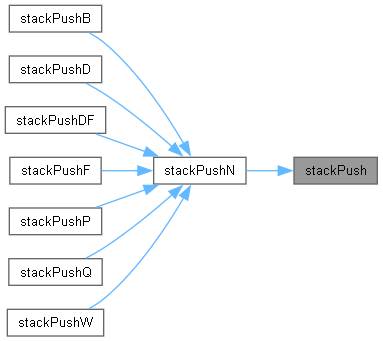 stackPushB
stackPushD
stackPushDF
stackPushF
stackPushN
stackPush
stackPushP
stackPushQ
stackPushW